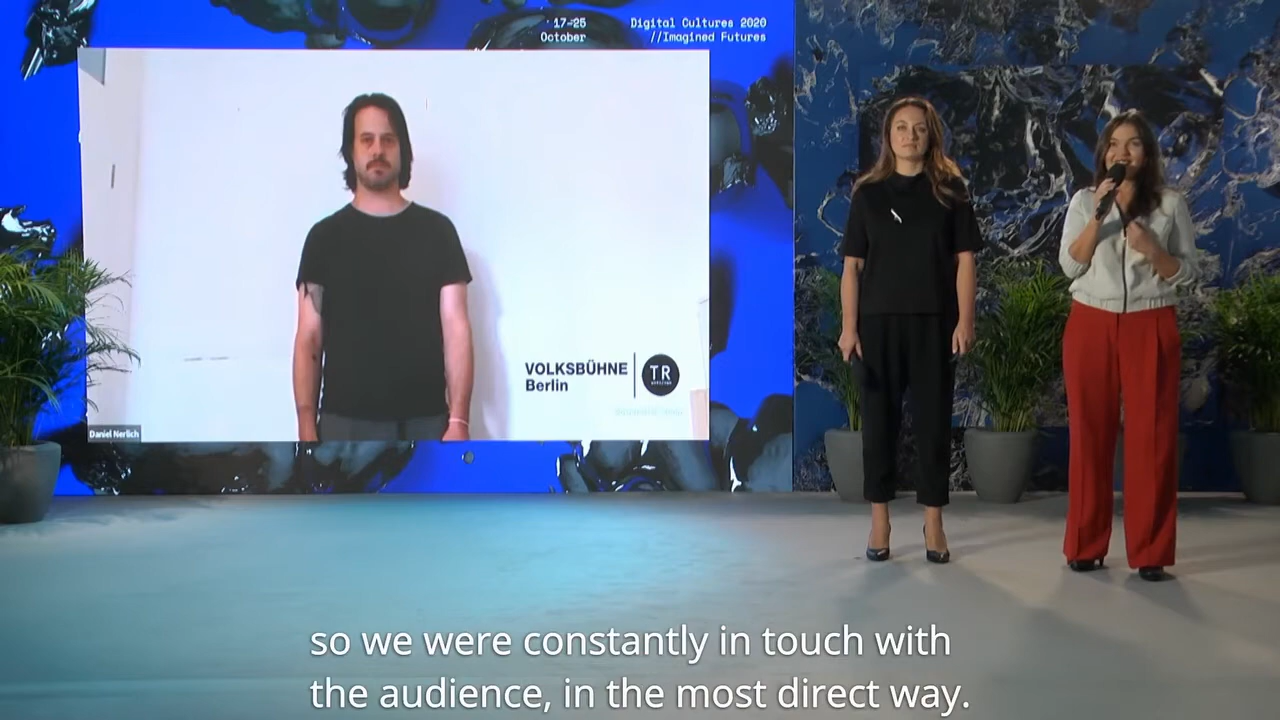 17–25
October
Digital Cultures 2020
//Imagined Futures
VOLKSBÜHNE
Berlin
TR
Daniel Nerlich
so we were constantly in touch with
the audience, in the most direct way.